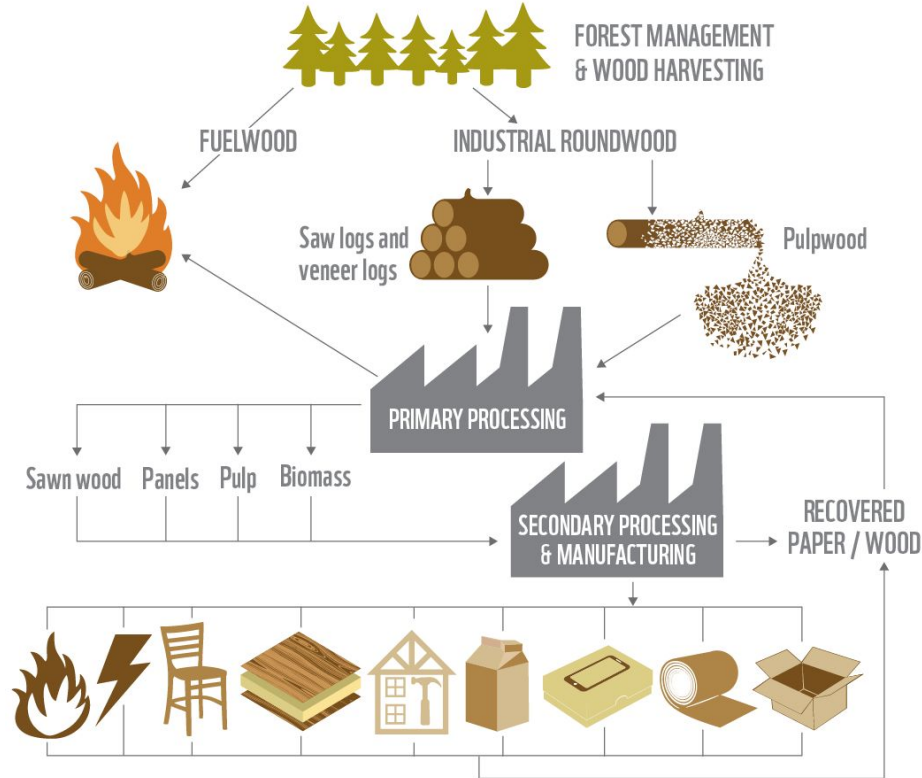 FOREST MANAGEMENT
& WOOD HARVESTING
FUELWOOD
INDUSTRIAL ROUNDWOOD
Saw logs and
veneer logs
Pulpwood
PRIMARY PROCESSING
Sawn wood
Panels
Pulp
Biomass
SECONDARY PROCESSING
& MANUFACTURING
RECOVERED
PAPER / WOOD